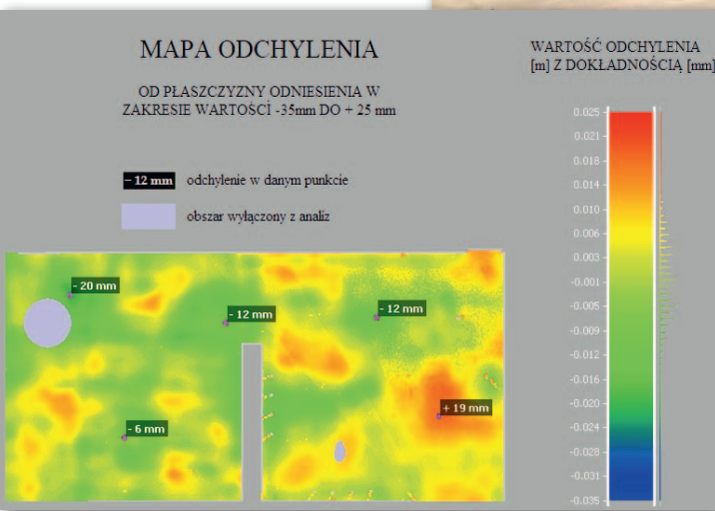 MAPA ODCHYLENIA
OD PŁASZCZYZNY ODNIESIENIA W
ZAKRESIE WARTOŚCI -35mm DO + 25 mm
– 12 mm odchylenie w danym punkcie
obszar wyłączony z analiz
- 20 mm
- 12 mm
- 12 mm
+ 19 mm
- 6 mm
WARTOŚĆ ODCHYLENIA
[m] Z DOKŁADNOŚCIĄ [mm]
0.025
0.021
0.018
0.014
0.010
0.006
0.003
-0.001
-0.005
-0.009
-0.012
-0.016
-0.020
-0.024
-0.028
-0.031
-0.035